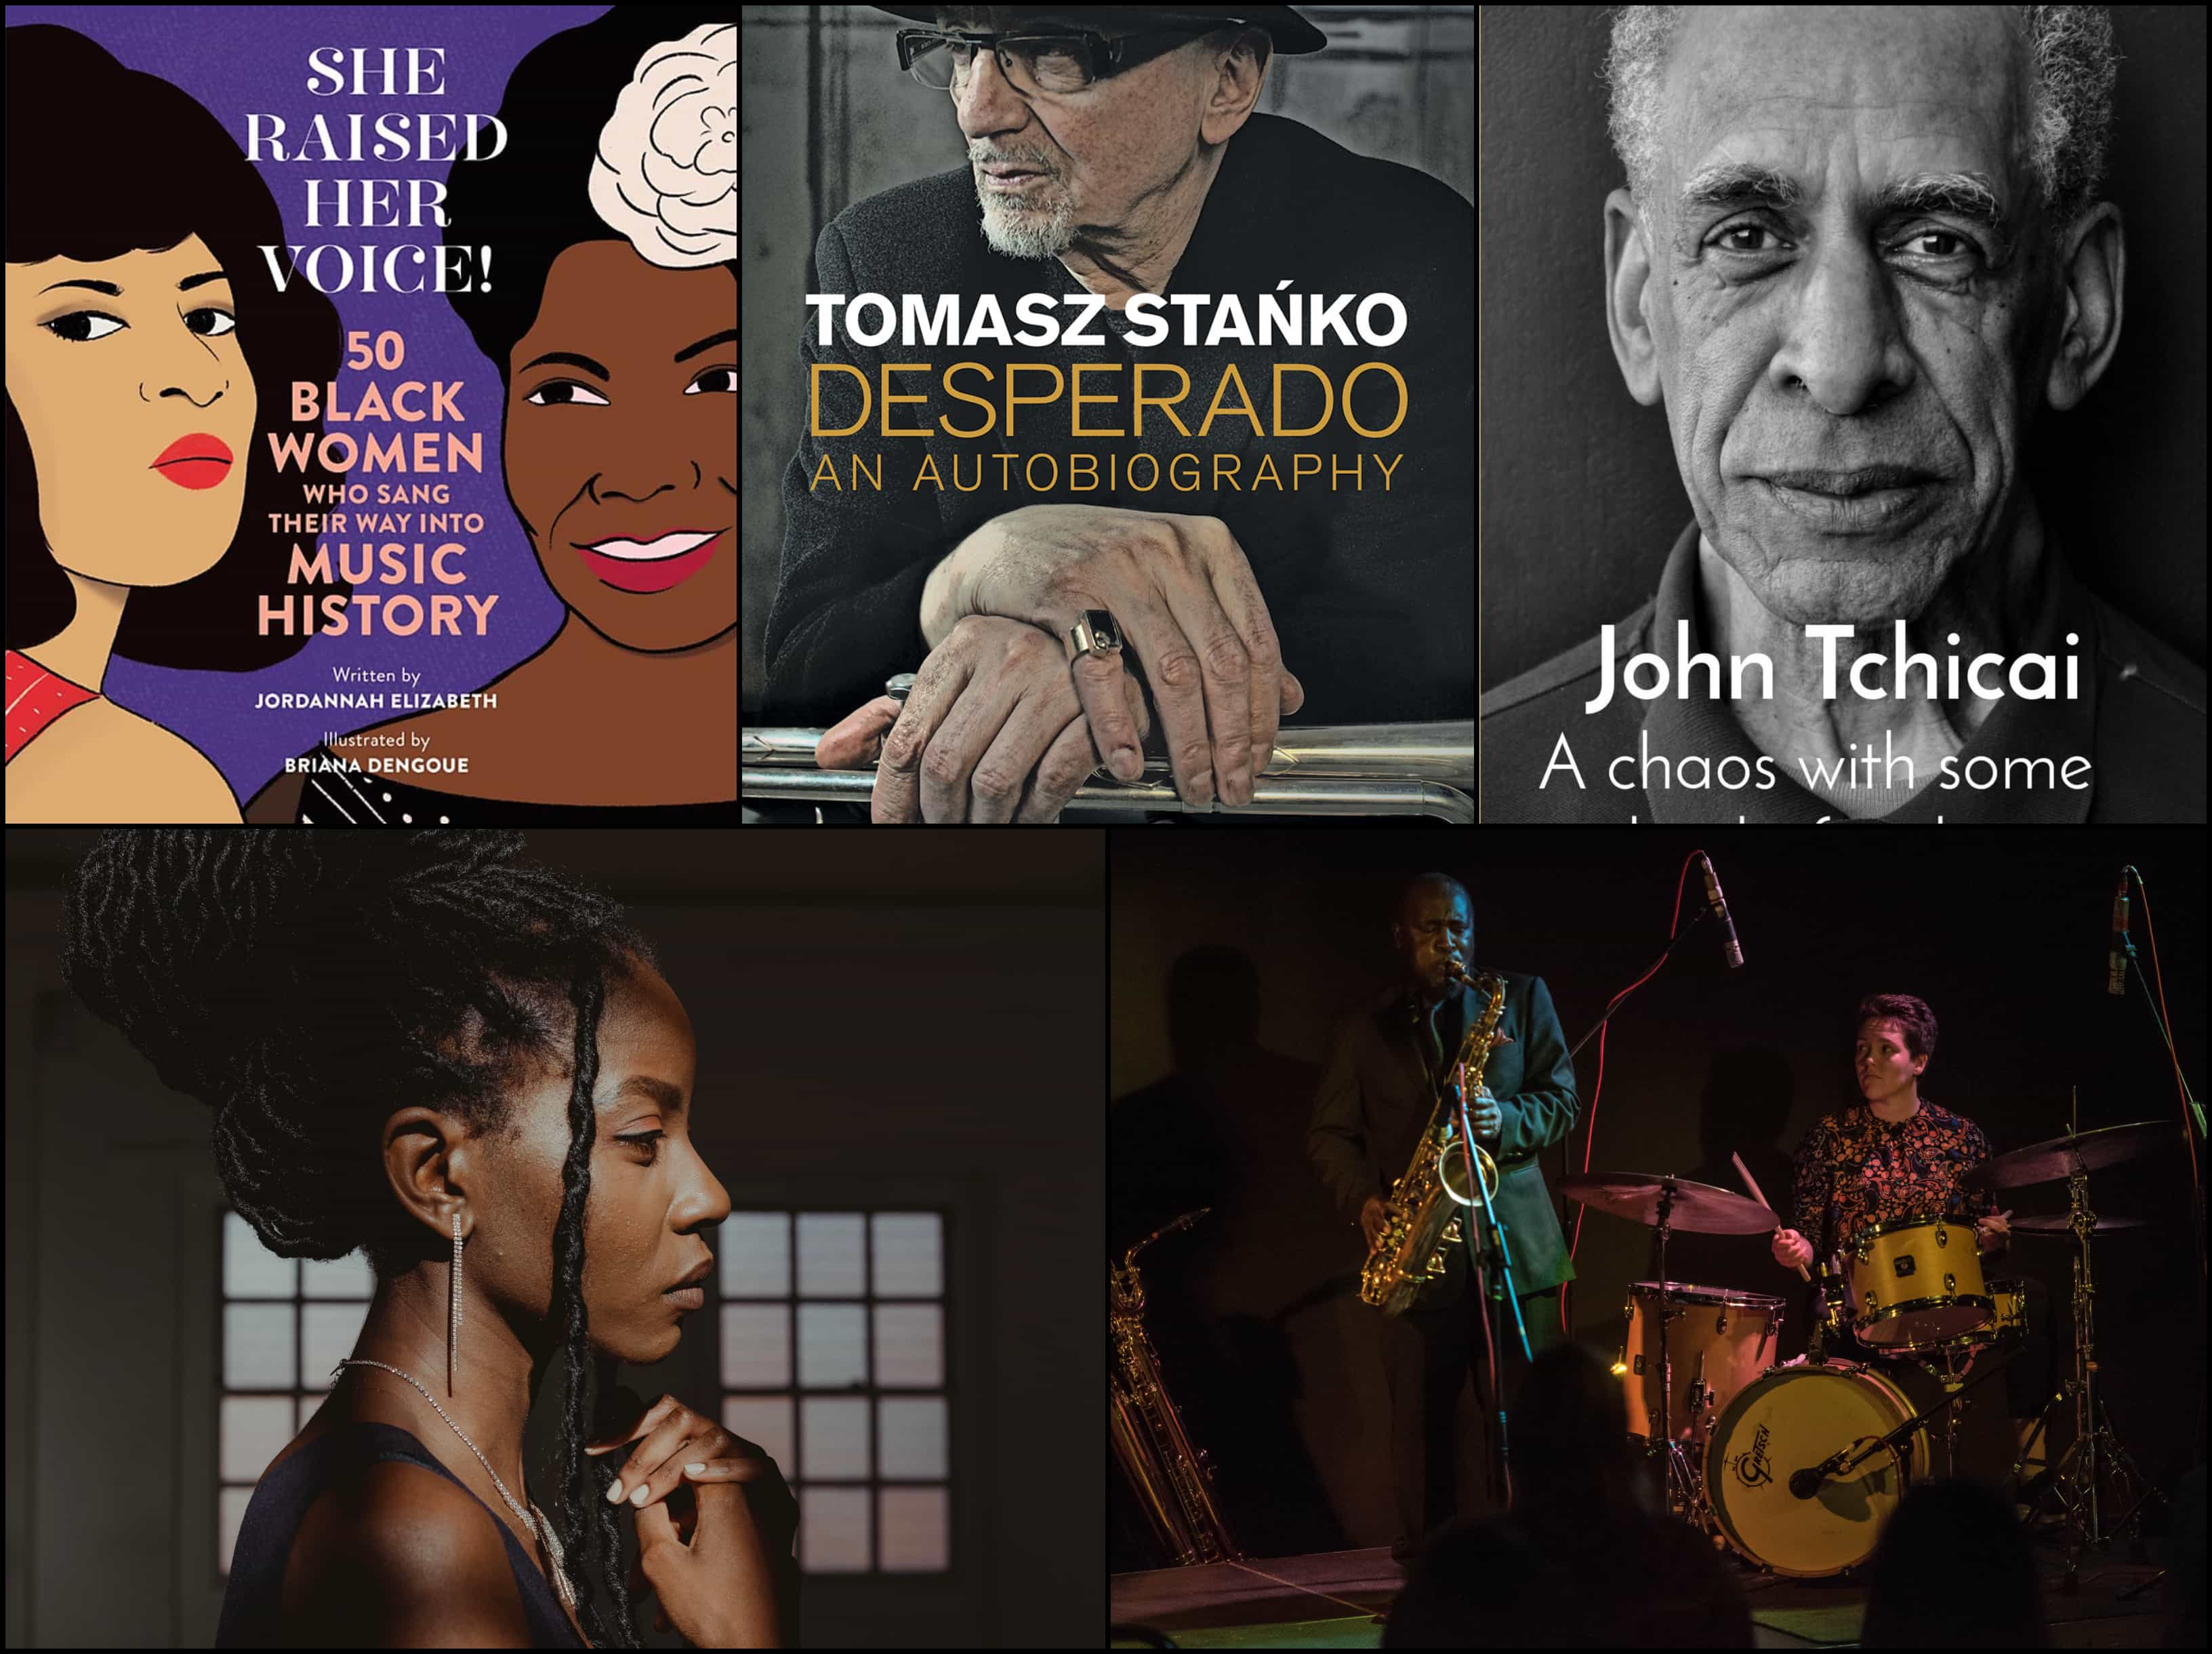 SHE
RAISED
HER
VOICE!
50
BLACK
WOMEN
WHO SANG
THEIR WAY INTO
MUSIC
HISTORY
Written by
JORDANNAH ELIZABETH
Illustrated by
BRIANA DENGOUE
TOMASZ STAŃKO
DESPERADO
AN AUTOBIOGRAPHY
John Tchicai
A chaos with some
GRETSCH